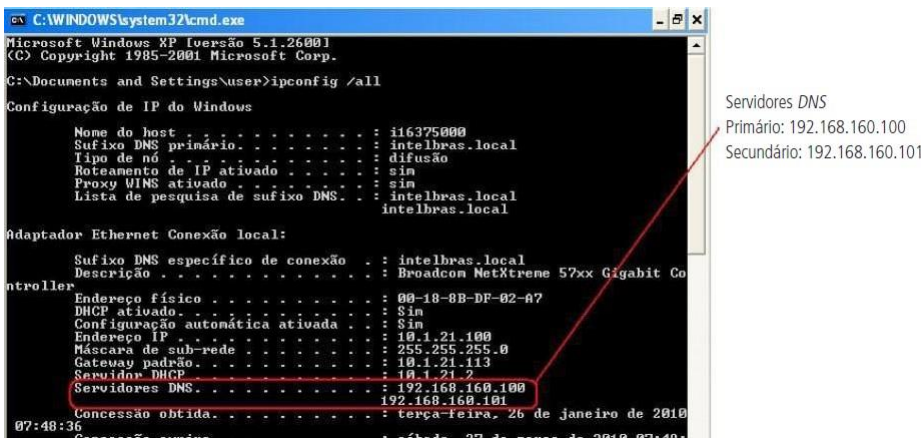 C:\WINDOWS\system32\cmd.exe
Microsoft Windows XP [versão 5.1.2600]
(C) Copyright 1985-2001 Microsoft Corp.
C:\Documents and Settings\user>ipconfig /all
Configuração de IP do Windows
Nome do host . . . . . . . . . . . : i16375000
Sufixo DNS primário. . . . . . . . : intelbras.local
Tipo de nó . . . . . . . . . . . . : difusão
Roteamento de IP ativado . . . . . : sim
Proxy WINS ativado . . . . . . . . : sim
Lista de pesquisa de sufixo DNS. . : intelbras.local
intelbras.local
Adaptador Ethernet Conexão local:
Sufixo DNS específico de conexão . : intelbras.local
Descrição . . . . . . . . . . . . : Broadcom NetXtreme 57xx Gigabit Co
ntroller
Endereço físico . . . . . . . . . : 00-18-8B-DF-02-A7
DHCP ativado. . . . . . . . . . . : Sim
Configuração automática ativada . . : Sim
Endereço IP . . . . . . . . . . . : 10.1.21.100
Máscara de sub-rede . . . . . . . : 255.255.255.0
Gateway padrão. . . . . . . . . . : 10.1.21.113
Servidor DHCP . . . . . . . . . . : 10.1.21.2
Servidores DNS. . . . . . . . . . : 192.168.160.100
192.168.160.101
Concessão obtida. . . . . . . . . : terça-feira, 26 de janeiro de 2010
07:48:36
Servidores DNS
Primário: 192.168.160.100
Secundário: 192.168.160.101